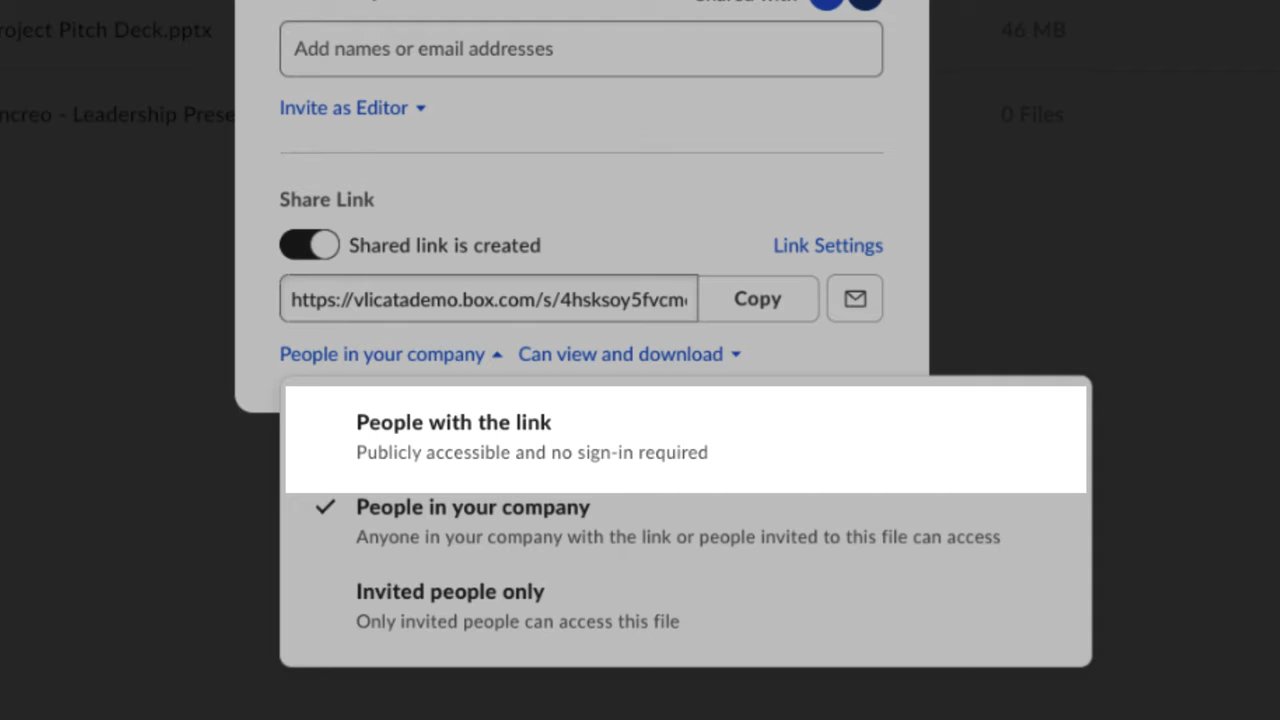 Pitch Deck.pptx
46 MB
Add names or email addresses
Invite as Editor
- Leadership
0 Files
Share Link
Shared link is created
Link Settings
https://vlicatademo.box.com/s/4hsksoy5fvcm
Copy
People in your company
Can view and download
People with the link
Publicly accessible and no sign-in required
People in your company
Anyone in your company with the link or people invited to this file can access
Invited people only
Only invited people can access this file